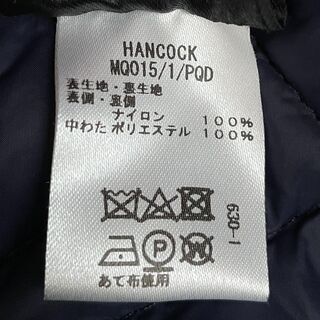 HANCOCK
MQ015/1/PQD
表生地・裏生地
表側・裏側
ナイロン 100%
中わた ポリエステル 100%
630-1
P W
あて布使用